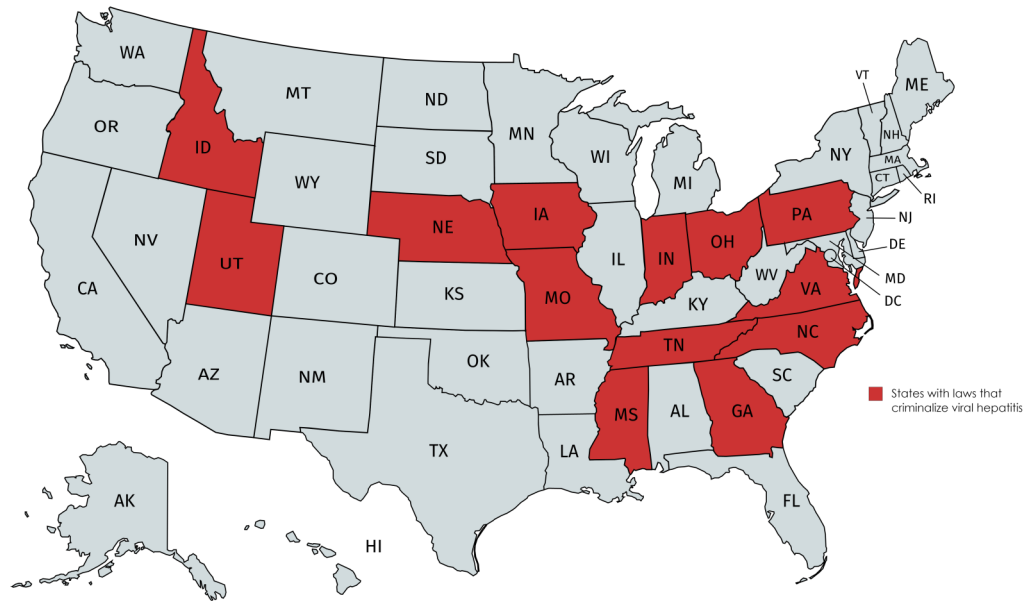 WA
OR
CA
NV
ID
MT
WY
UT
AZ
CO
NM
ND
SD
NE
KS
OK
TX
MN
IA
MO
AR
LA
WI
IL
MI
IN
OH
KY
TN
MS
AL
GA
FL
SC
NC
VA
WV
PA
NY
VT
NH
ME
MA
CT
RI
NJ
DE
MD
DC
AK
HI
States with laws that
criminalize viral hepatitis